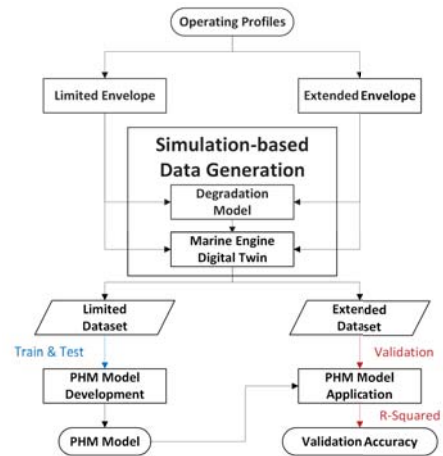 Operating Profiles
Limited Envelope
Extended Envelope
Simulation-based
Data Generation
Degradation
Model
Marine Engine
Digital Twin
Limited
Dataset
Extended
Dataset
Train & Test
Validation
PHM Model
Development
PHM Model
Application
R-Squared
PHM Model
Validation Accuracy